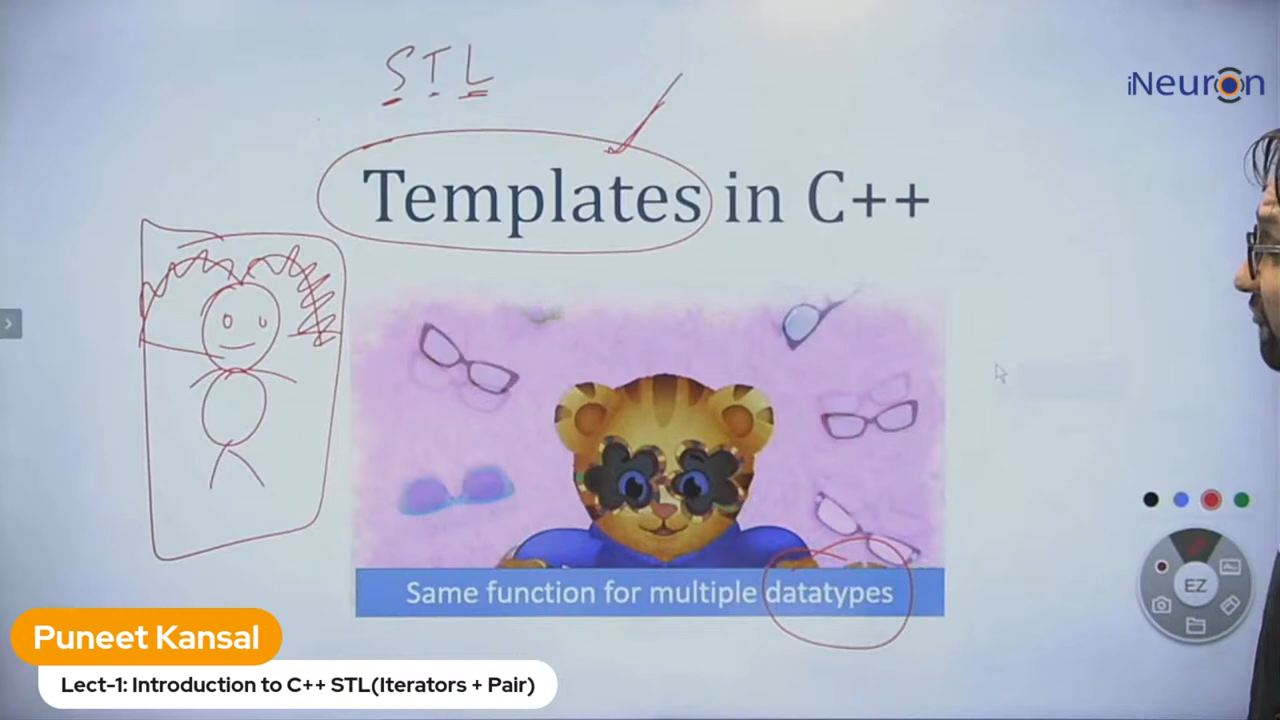 STL
iNeuron
Templates in C++
Same function for multiple datatypes
EZ
Puneet Kansal
Lect-1: Introduction to C++ STL(Iterators + Pair)